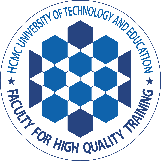 HCMC UNIVERSITY OF TECHNOLOGY AND EDUCATION
FACULTY FOR HIGH QUALITY TRAINING